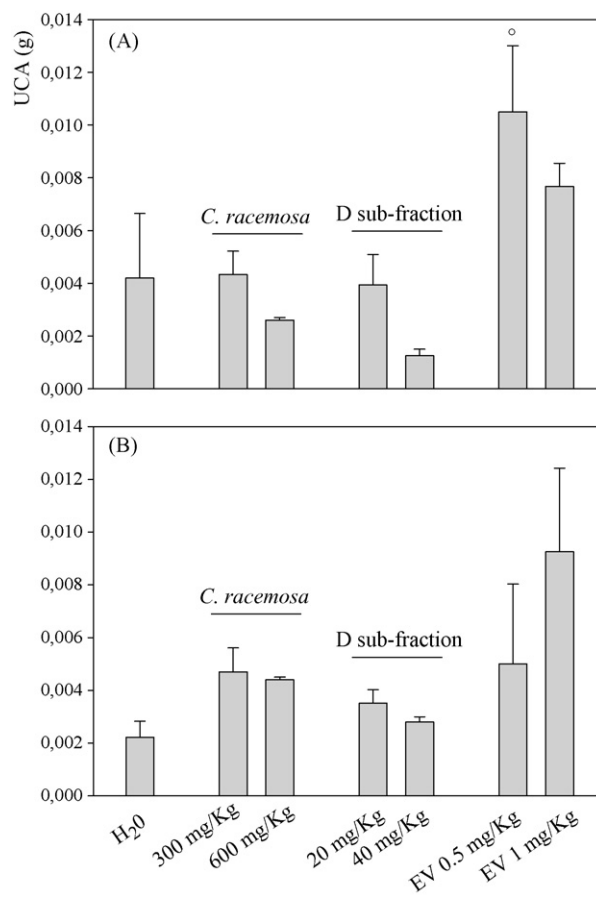 UCA (g)
(A)
0,014
0,012
0,010
0,008
0,006
0,004
0,002
0,000
C. racemosa
D sub-fraction
°
(B)
0,014
0,012
0,010
0,008
0,006
0,004
0,002
0,000
C. racemosa
D sub-fraction
H₂0
300 mg/Kg
600 mg/Kg
20 mg/Kg
40 mg/Kg
EV 0.5 mg/Kg
EV 1 mg/Kg